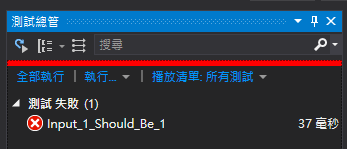 測試總管
搜尋
全部執行 | 執行... | 播放清單: 所有測試
測試 失敗 (1)
Input_1_Should_Be_1 37 毫秒